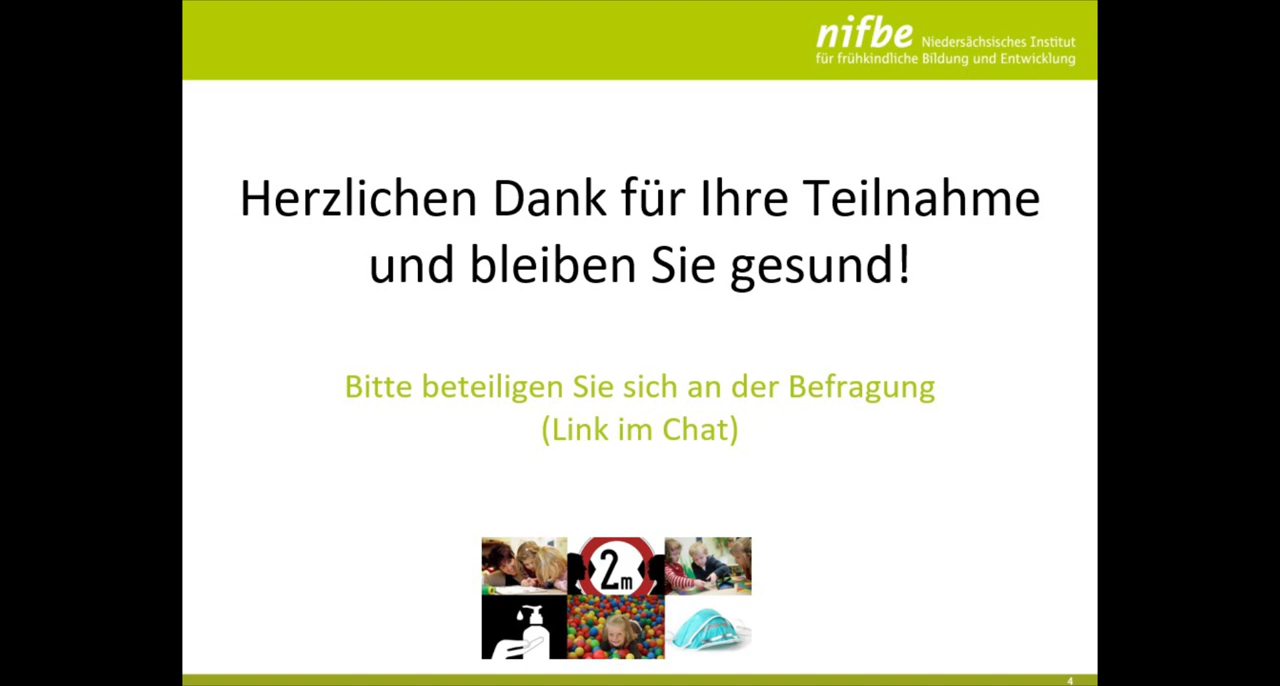 nifbe Niedersächsisches Institut
für frühkindliche Bildung und Entwicklung
Herzlichen Dank für Ihre Teilnahme
und bleiben Sie gesund!
Bitte beteiligen Sie sich an der Befragung
(Link im Chat)
2m
4